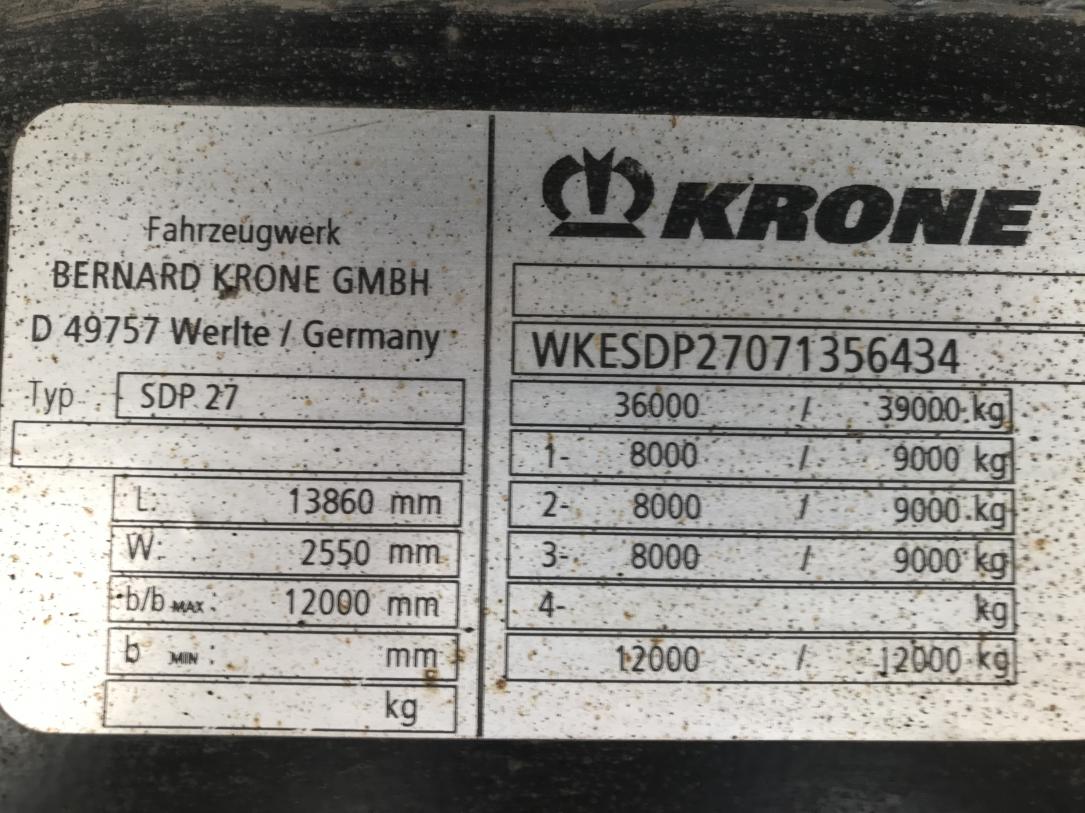 Fahrzeugwerk
BERNARD KRONE GMBH
D 49757 Werlte / Germany
Typ SDP 27
L: 13860 mm
W: 2550 mm
b/b MAX: 12000 mm
b MIN: mm
kg
KRONE
WKESDP27071356434
36000 / 39000 kg
1- 8000 / 9000 kg
2- 8000 / 9000 kg
3- 8000 / 9000 kg
4- kg
12000 / 12000 kg